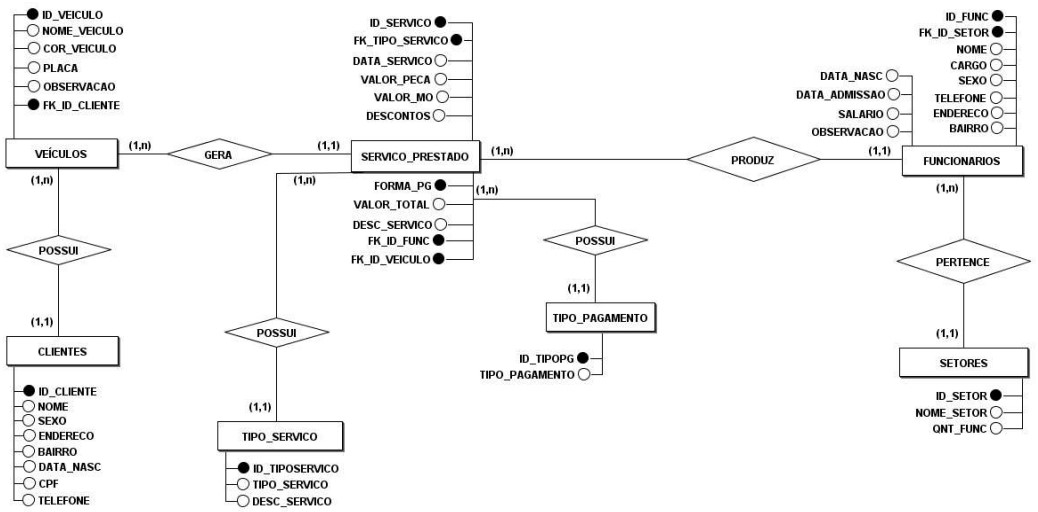 ID_VEICULO
NOME_VEICULO
COR_VEICULO
PLACA
OBSERVACAO
FK_ID_CLIENTE
VEÍCULOS
(1,n)
GERA
(1,1)
ID_SERVICO
FK_TIPO_SERVICO
DATA_SERVICO
VALOR_PECA
VALOR_MO
DESCONTOS
SERVICO_PRESTADO
(1,n)
PRODUZ
(1,1)
ID_FUNC
FK_ID_SETOR
NOME
CARGO
SEXO
TELEFONE
ENDERECO
BAIRRO
DATA_NASC
DATA_ADMISSAO
SALARIO
OBSERVACAO
FUNCIONARIOS
(1,n)
POSSUI
(1,1)
CLIENTES
ID_CLIENTE
NOME
SEXO
ENDERECO
BAIRRO
DATA_NASC
CPF
TELEFONE
(1,n)
POSSUI
(1,1)
TIPO_SERVICO
ID_TIPOSERVICO
TIPO_SERVICO
DESC_SERVICO
FORMA_PG
VALOR_TOTAL
DESC_SERVICO
FK_ID_FUNC
FK_ID_VEICULO
(1,n)
POSSUI
(1,1)
TIPO_PAGAMENTO
ID_TIPOPG
TIPO_PAGAMENTO
(1,n)
PERTENCE
(1,1)
SETORES
ID_SETOR
NOME_SETOR
QNT_FUNC